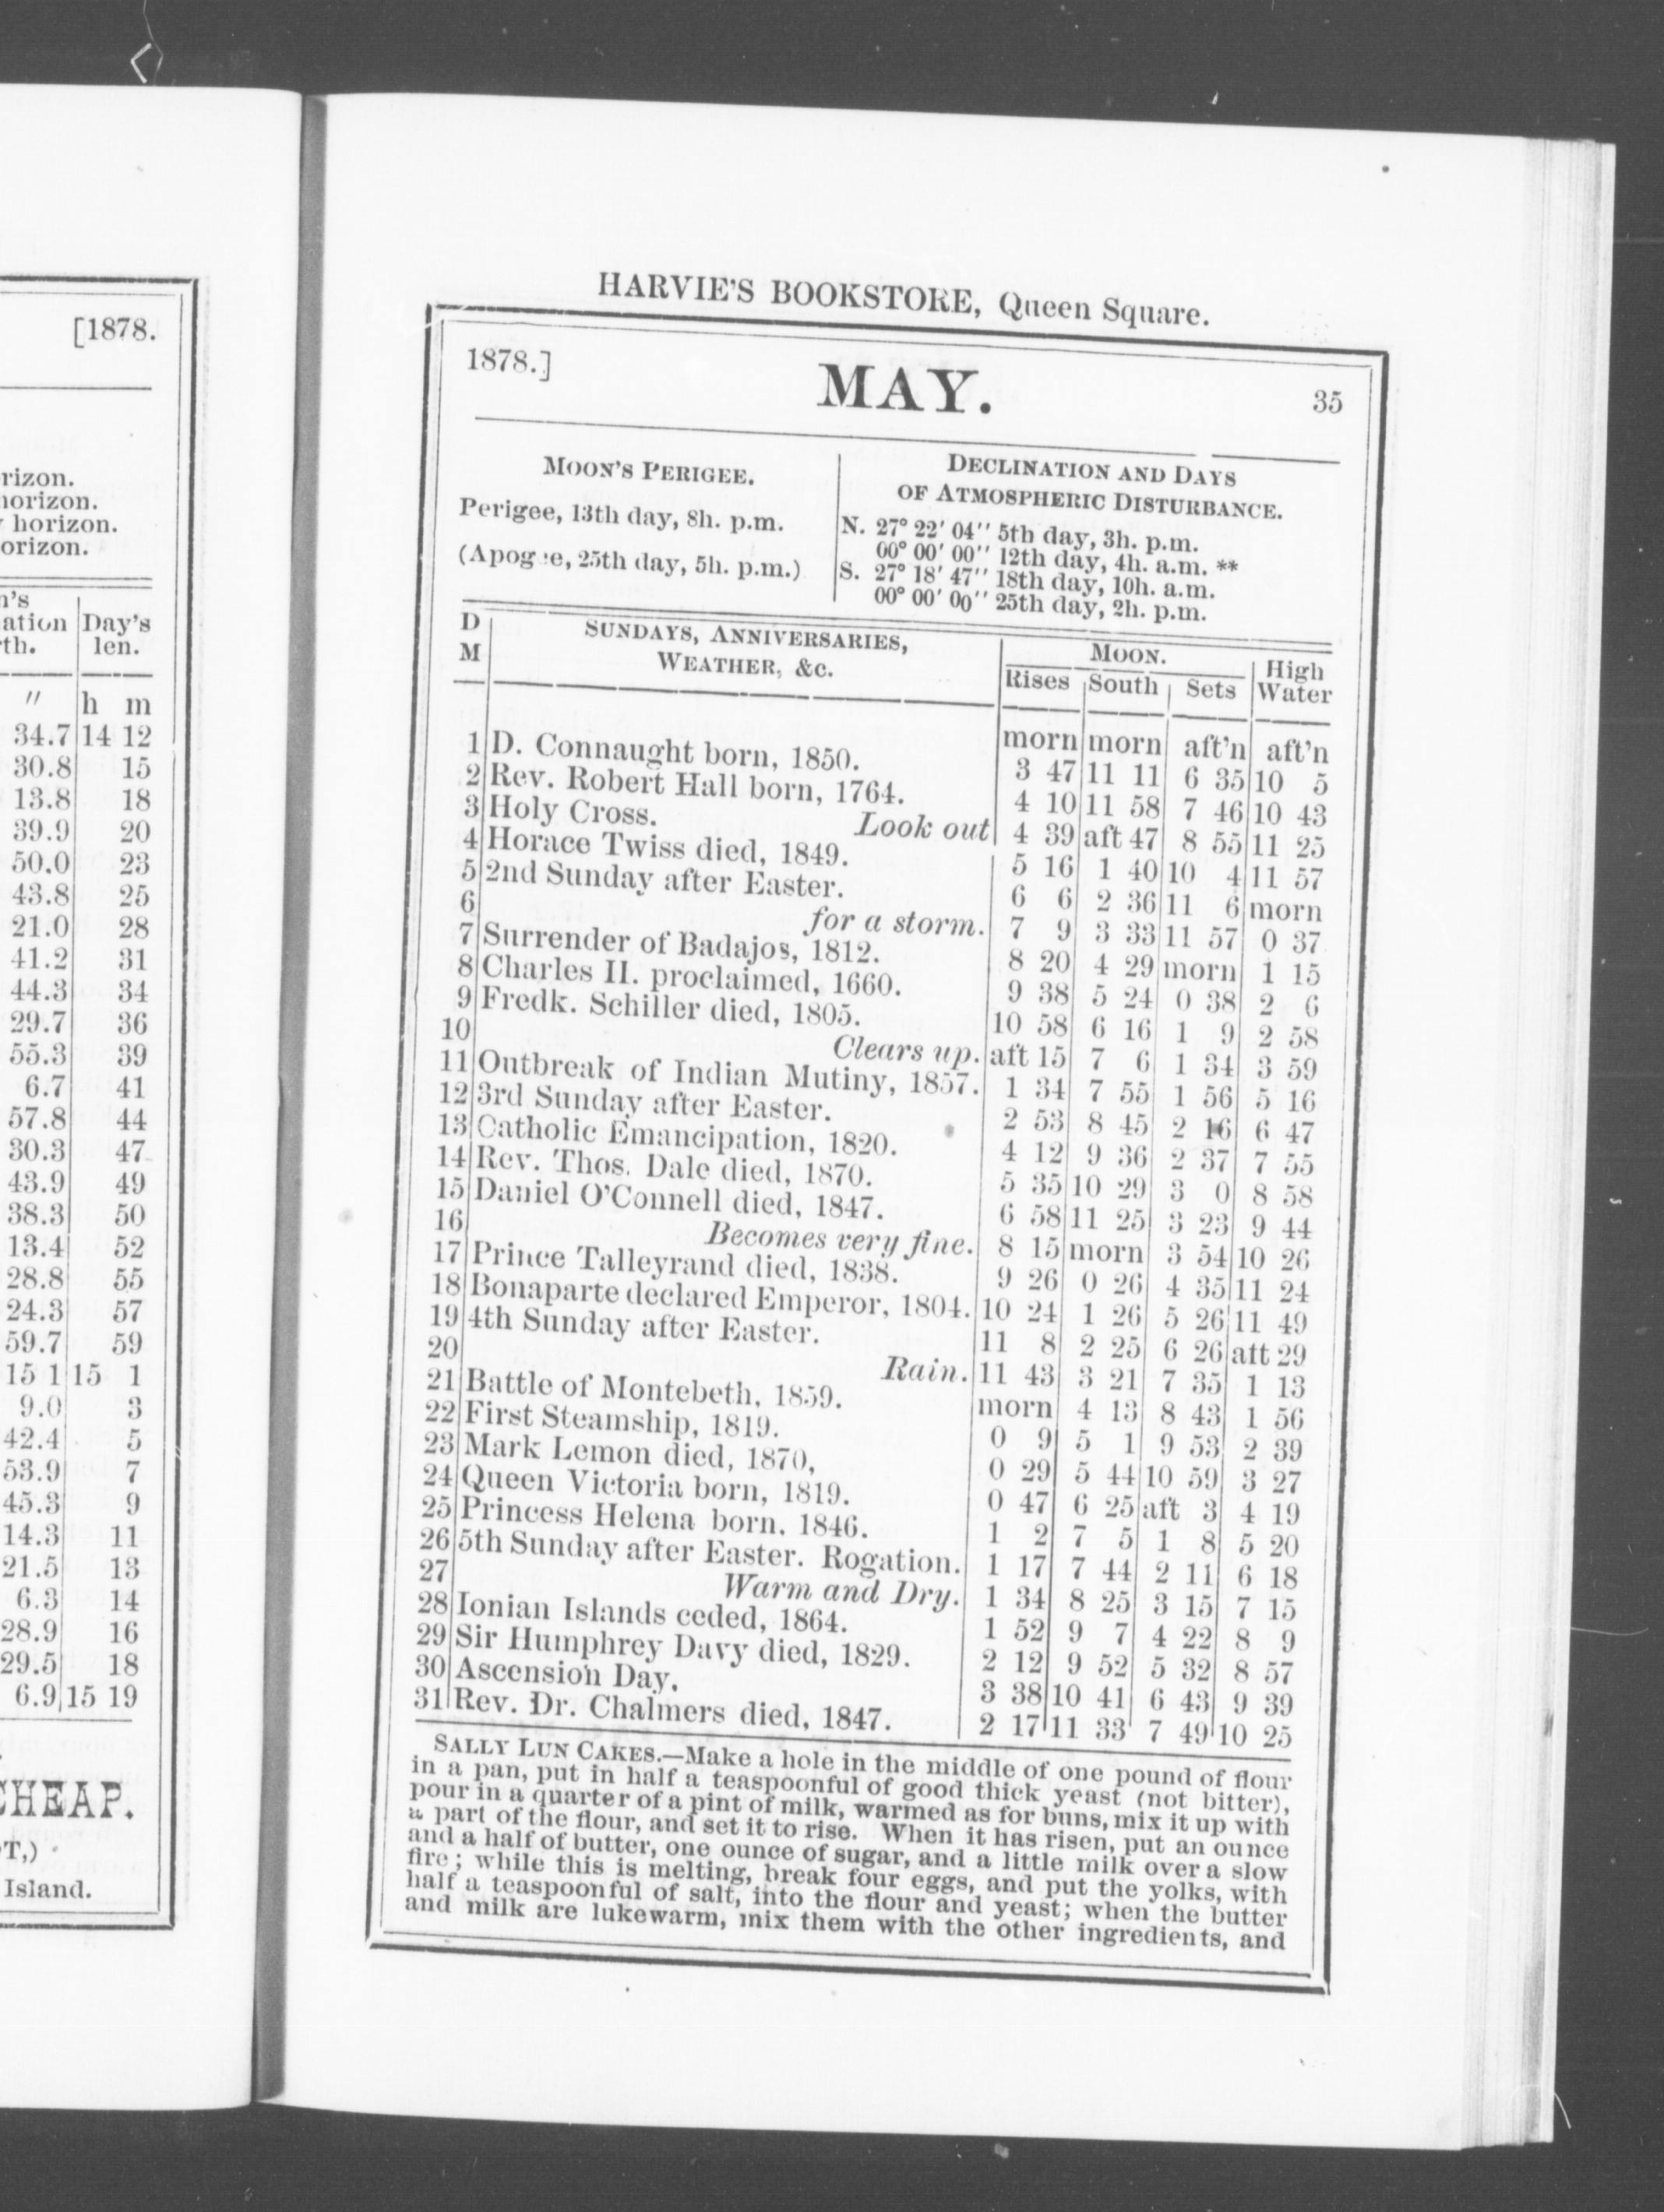 [1878.
rizon.
horizon.
horizon.
orizon.
n's
ation Day's
th. len.
" h m
34.7 14 12
30.8 15
13.8 18
39.9 20
50.0 23
43.8 25
21.0 28
41.2 31
44.3 34
29.7 36
55.3 39
6.7 41
57.8 44
30.3 47
43.9 49
38.3 50
13.4 52
28.8 55
24.3 57
59.7 59
15 1 15 1
9.0 3
42.4 5
53.9 7
45.3 9
14.3 11
21.5 13
6.3 14
28.9 16
29.5 18
6.9 15 19
CHEAP.
T,)
Island.
HARVIE'S BOOKSTORE, Queen Square.
1878.] MAY. 35
MOON'S PERIGEE.
Perigee, 13th day, 8h. p.m.
(Apogee, 25th day, 5h. p.m.)
DECLINATION AND DAYS
OF ATMOSPHERIC DISTURBANCE.
N. 27° 22' 04" 5th day, 3h. p.m.
00° 00' 00" 12th day, 4h. a.m. **
S. 27° 18' 47" 18th day, 10h. a.m.
00° 00' 00" 25th day, 2h. p.m.
D SUNDAYS, ANNIVERSARIES, MOON. High
M WEATHER, &c. Rises South Sets Water
morn morn aft'n aft'n
1 D. Connaught born, 1850. 3 47 11 11 6 35 10 5
2 Rev. Robert Hall born, 1764. 4 10 11 58 7 46 10 43
3 Holy Cross. Look out 4 39 aft 47 8 55 11 25
4 Horace Twiss died, 1849. 5 16 1 40 10 4 11 57
5 2nd Sunday after Easter. 6 6 2 36 11 6 morn
6 for a storm. 7 9 3 33 11 57 0 37
7 Surrender of Badajos, 1812. 8 20 4 29 morn 1 15
8 Charles II. proclaimed, 1660. 9 38 5 24 0 38 2 6
9 Fredk. Schiller died, 1805. 10 58 6 16 1 9 2 58
10 Clears up. aft 15 7 6 1 34 3 59
11 Outbreak of Indian Mutiny, 1857. 1 34 7 55 1 56 5 16
12 3rd Sunday after Easter. 2 53 8 45 2 16 6 47
13 Catholic Emancipation, 1820. 4 12 9 36 2 37 7 55
14 Rev. Thos. Dale died, 1870. 5 35 10 29 3 0 8 58
15 Daniel O'Connell died, 1847. 6 58 11 25 3 23 9 44
16 Becomes very fine. 8 15 morn 3 54 10 26
17 Prince Talleyrand died, 1838. 9 26 0 26 4 35 11 24
18 Bonaparte declared Emperor, 1804. 10 24 1 26 5 26 11 49
19 4th Sunday after Easter. 11 8 2 25 6 26 aft 29
20 Rain. 11 43 3 21 7 35 1 13
21 Battle of Montebeth, 1859. morn 4 13 8 43 1 56
22 First Steamship, 1819. 0 9 5 1 9 53 2 39
23 Mark Lemon died, 1870, 0 29 5 44 10 59 3 27
24 Queen Victoria born, 1819. 0 47 6 25 aft 3 4 19
25 Princess Helena born. 1846. 1 2 7 5 1 8 5 20
26 5th Sunday after Easter. Rogation. 1 17 7 44 2 11 6 18
27 Warm and Dry. 1 34 8 25 3 15 7 15
28 Ionian Islands ceded, 1864. 1 52 9 7 4 22 8 9
29 Sir Humphrey Davy died, 1829. 2 12 9 52 5 32 8 57
30 Ascension Day. 3 38 10 41 6 43 9 39
31 Rev. Dr. Chalmers died, 1847. 2 17 11 33 7 49 10 25
SALLY LUN CAKES.—Make a hole in the middle of one pound of flour
in a pan, put in half a teaspoonful of good thick yeast (not bitter),
pour in a quarter of a pint of milk, warmed as for buns, mix it up with
a part of the flour, and set it to rise. When it has risen, put an ounce
and a half of butter, one ounce of sugar, and a little milk over a slow
fire; while this is melting, break four eggs, and put the yolks, with
half a teaspoonful of salt, into the flour and yeast; when the butter
and milk are lukewarm, mix them with the other ingredients, and